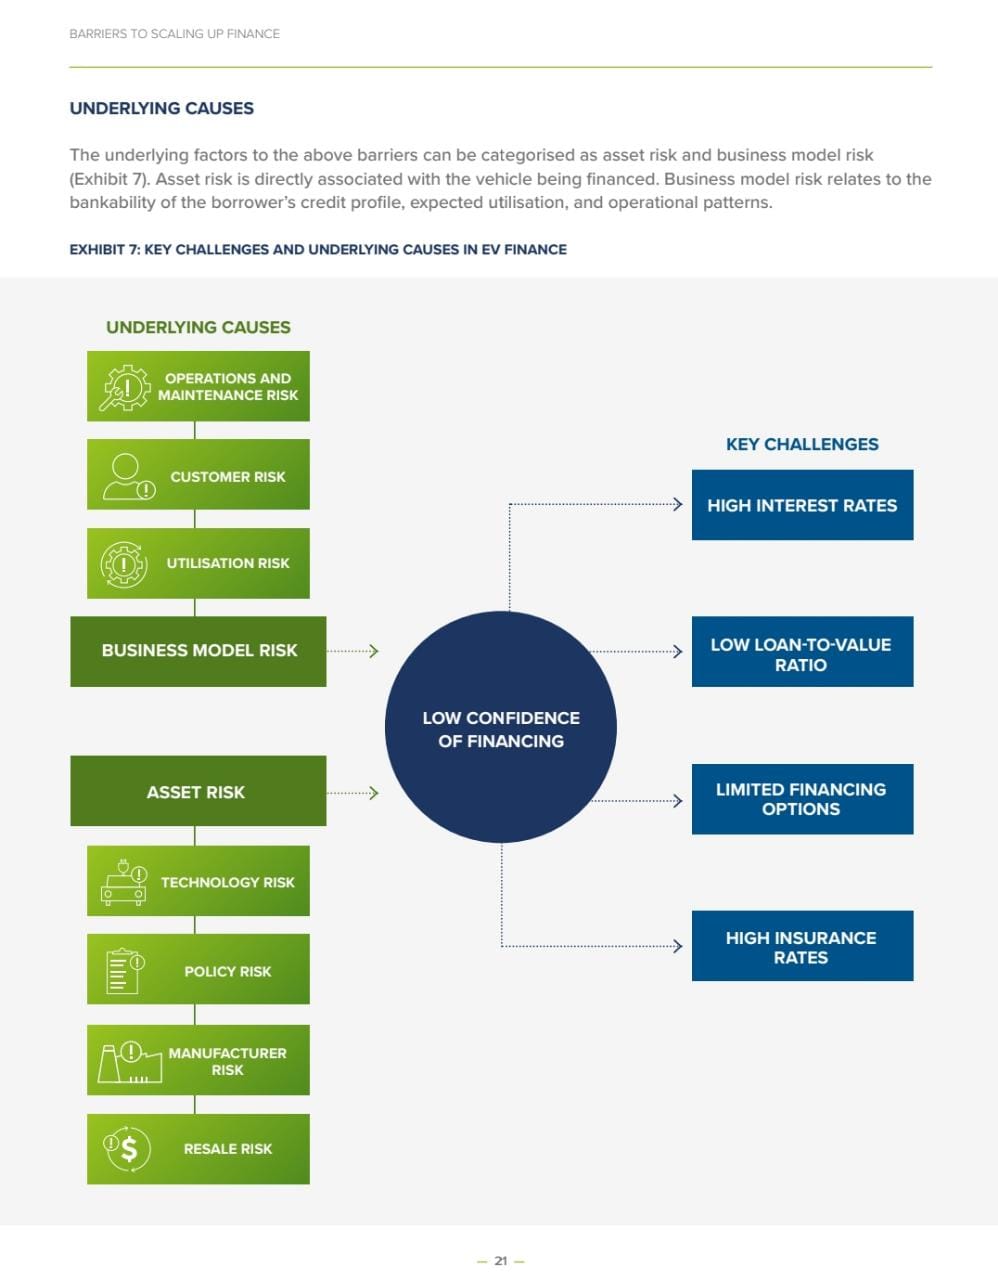 BARRIERS TO SCALING UP FINANCE
UNDERLYING CAUSES
The underlying factors to the above barriers can be categorised as asset risk and business model risk
(Exhibit 7). Asset risk is directly associated with the vehicle being financed. Business model risk relates to the
bankability of the borrower's credit profile, expected utilisation, and operational patterns.
EXHIBIT 7: KEY CHALLENGES AND UNDERLYING CAUSES IN EV FINANCE
UNDERLYING CAUSES
OPERATIONS AND
MAINTENANCE RISK
CUSTOMER RISK
UTILISATION RISK
BUSINESS MODEL RISK
ASSET RISK
TECHNOLOGY RISK
POLICY RISK
MANUFACTURER
RISK
RESALE RISK
LOW CONFIDENCE
OF FINANCING
KEY CHALLENGES
HIGH INTEREST RATES
LOW LOAN-TO-VALUE
RATIO
LIMITED FINANCING
OPTIONS
HIGH INSURANCE
RATES
— 21 —